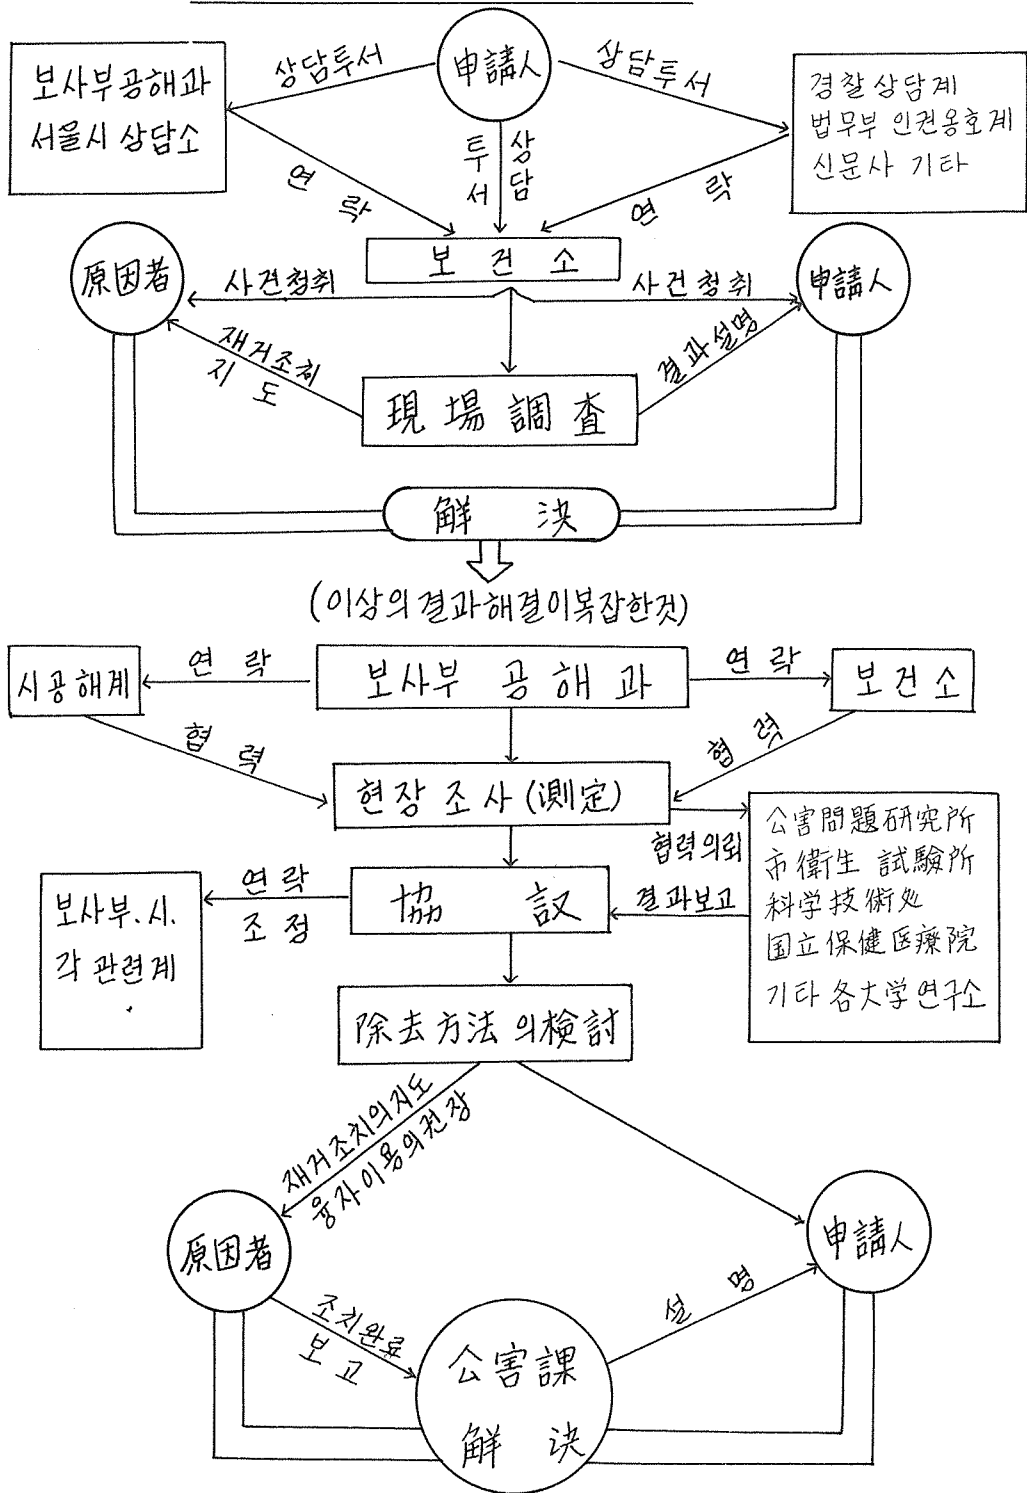 申請人
상담투서
상담투서
보사부공해과
서울시 상담소
경찰상담계
법무부 인권옹호계
신문사 기타
투서
상담
연락
연락
보건소
原因者
申請人
사건청취
사건청취
재거조치
지도
결과설명
現場調査
解決
(이상의결과해결이복잡한것)
시공해계
연락
보사부 공해과
연락
보건소
협력
협력
현장조사(測定)
협력의뢰
公害問題研究所
市衛生 試験所
科学技術処
国立保健医療院
기타 各大学연구소
결과보고
協議
연락
조정
보사부.시.
각 관련계
除去方法의検討
재거조치의지도
융자이용의권장
原因者
申請人
조치완료
보고
설명
公害課
解決